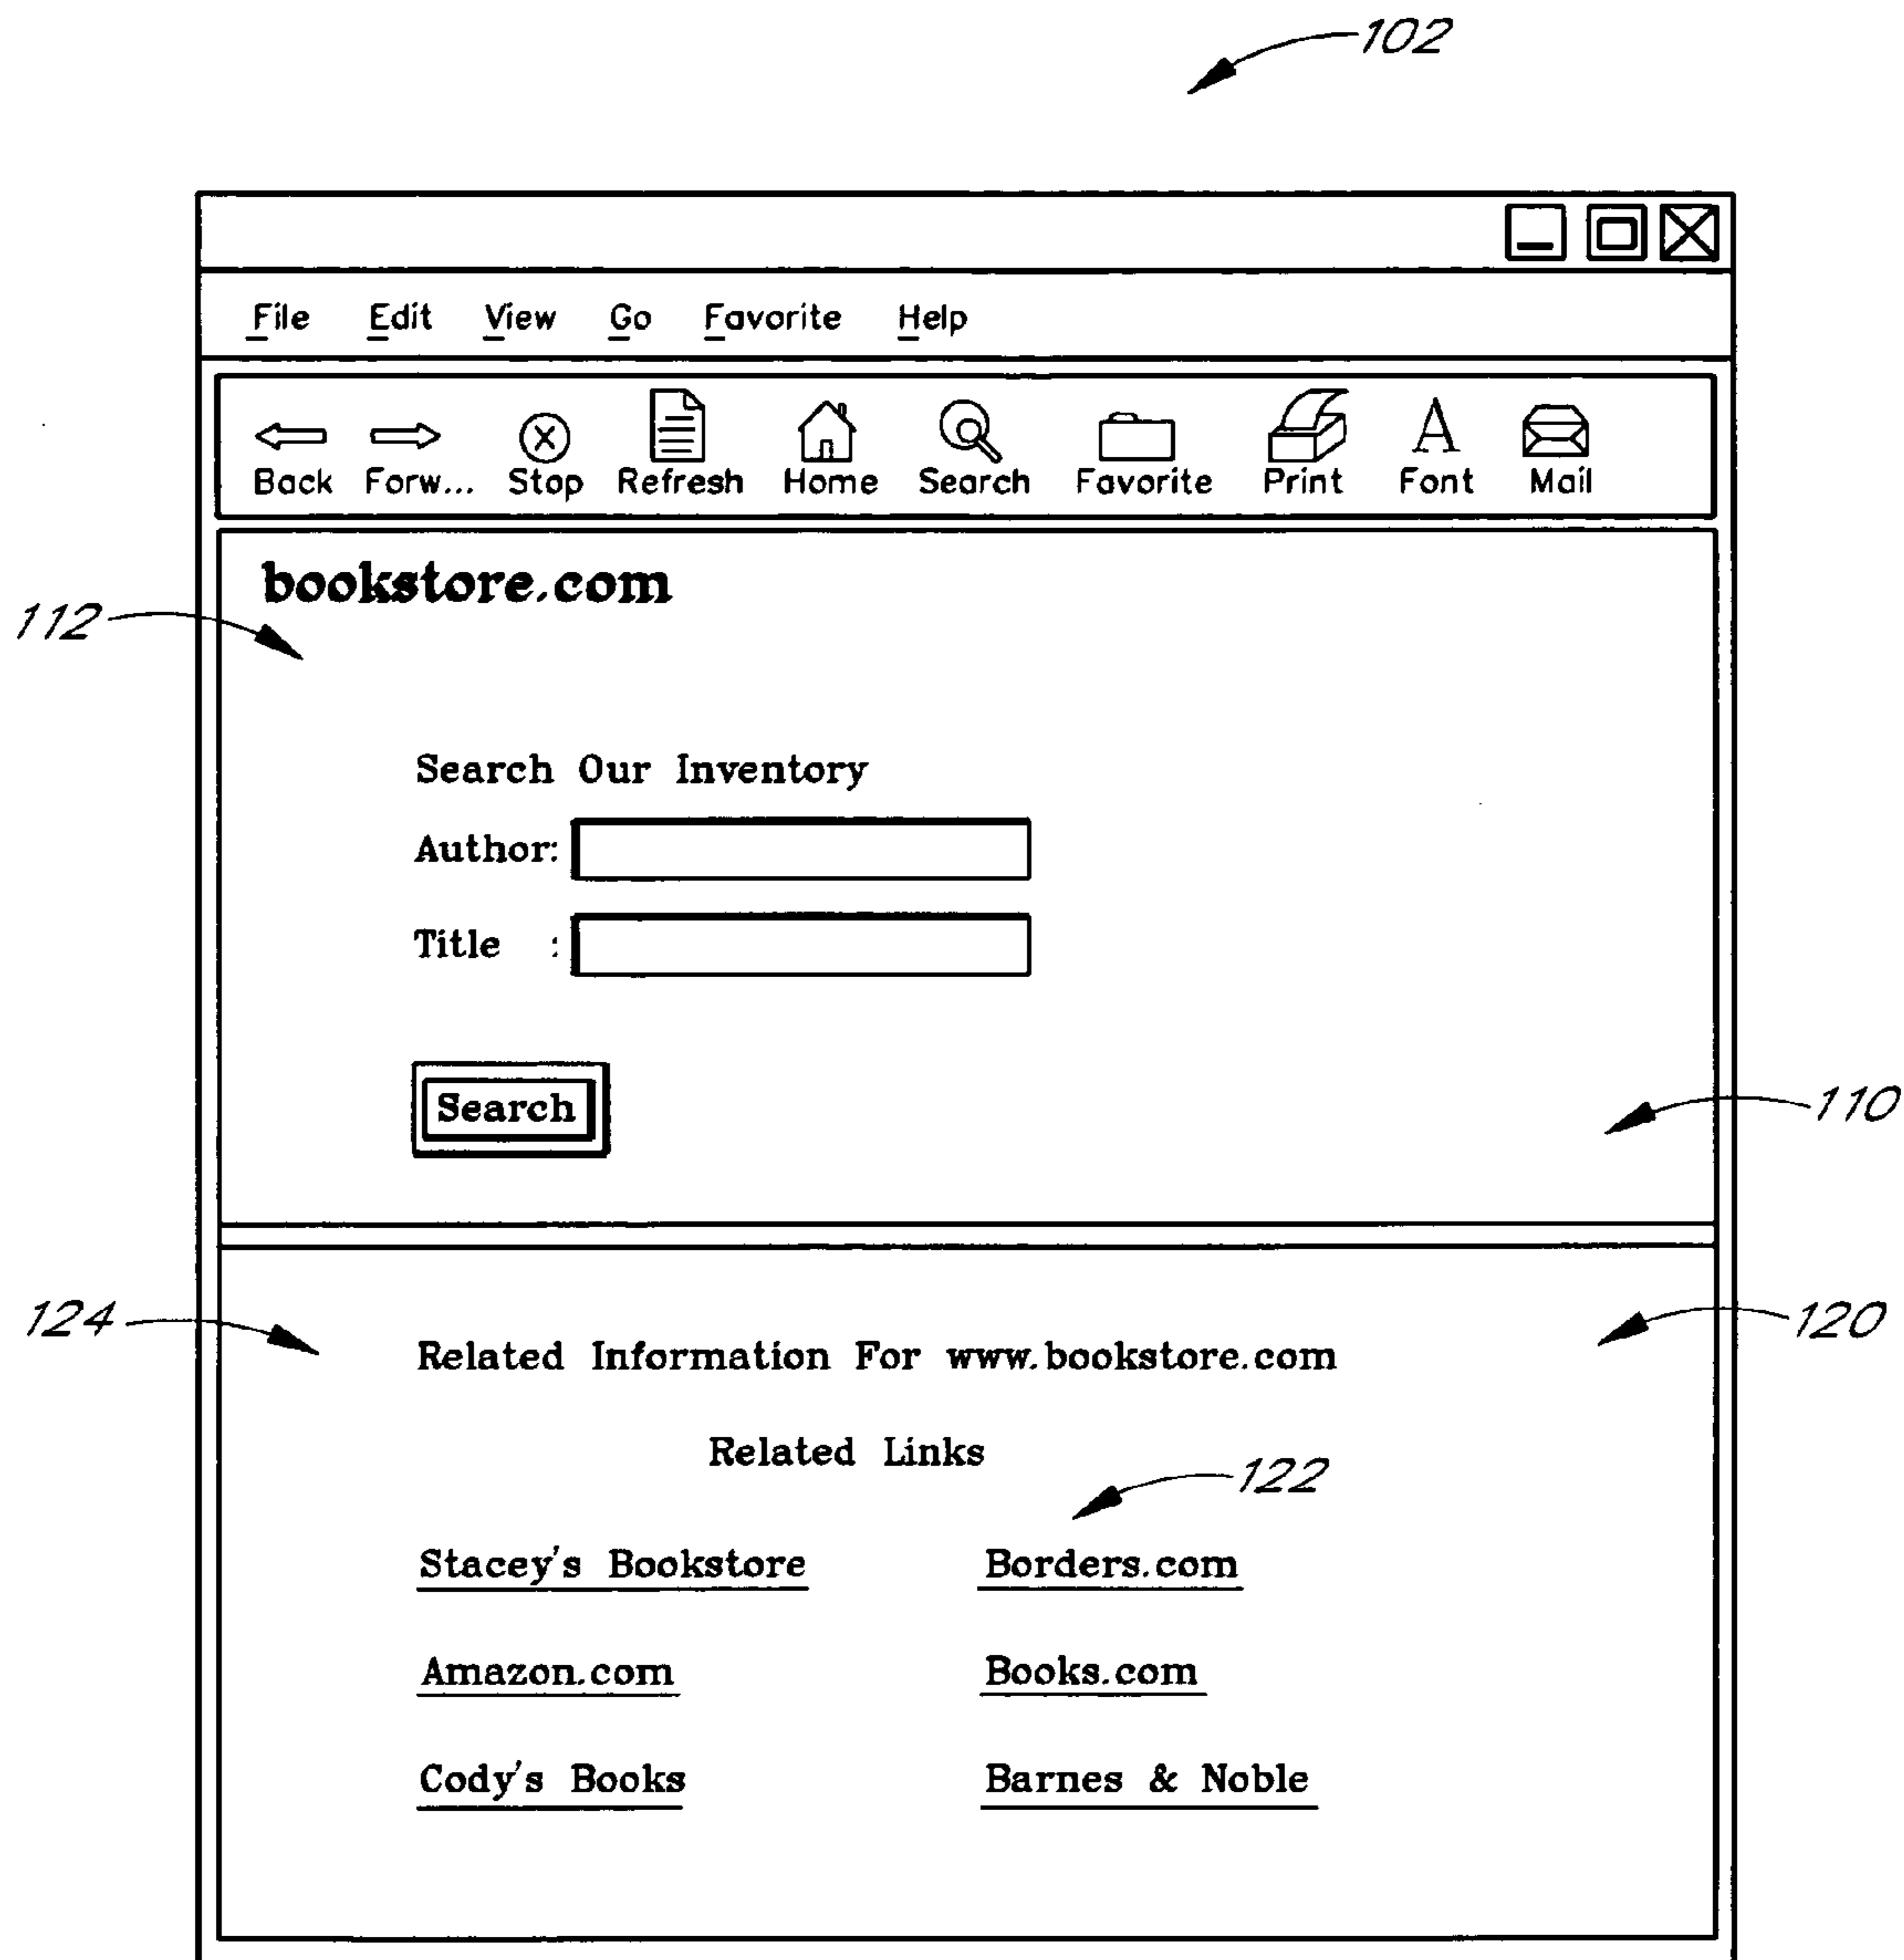 102
File Edit View Go Favorite Help
Back Forw... Stop Refresh Home Search Favorite Print Font Mail
bookstore.com
112
Search Our Inventory
Author:
Title :
Search
110
124
120
Related Information For www.bookstore.com
Related Links
122
Stacey's Bookstore Borders.com
Amazon.com Books.com
Cody's Books Barnes & Noble